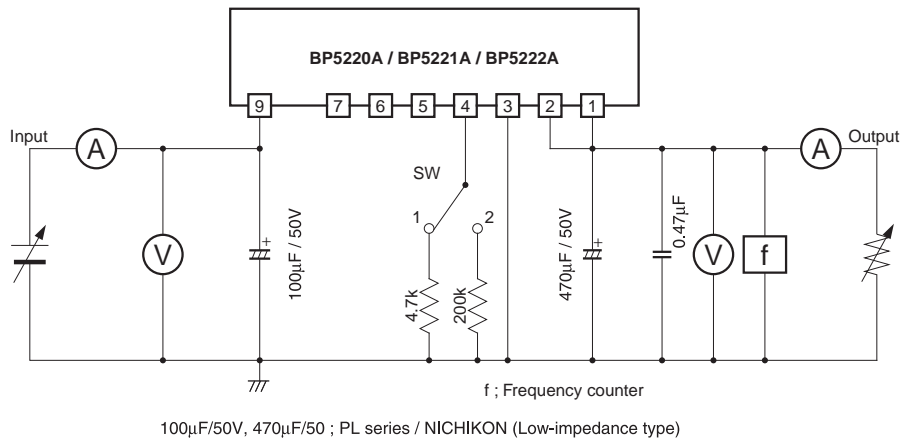 BP5220A / BP5221A / BP5222A
9 7 6 5 4 3 2 1
Input
A
A
Output
SW
1
2
V
+
100μF / 50V
4.7k
200k
470μF / 50V
+
0.47μF
V
f
f ; Frequency counter
100μF/50V, 470μF/50 ; PL series / NICHIKON (Low-impedance type)